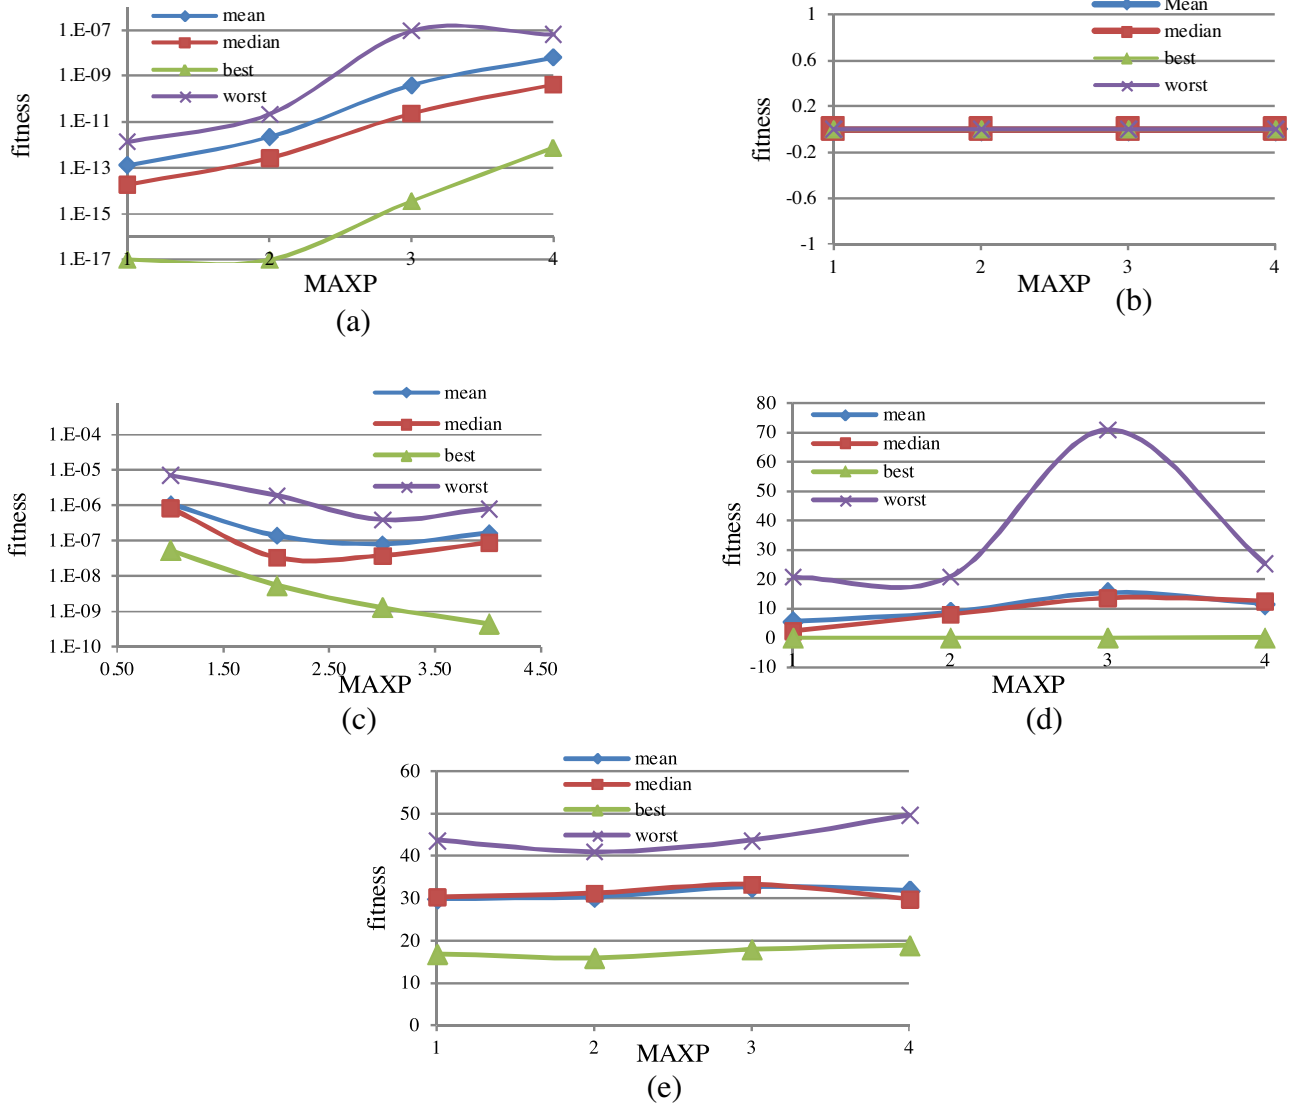 mean
median
best
worst
1.E-07
1.E-09
1.E-11
1.E-13
1.E-15
1.E-17
fitness
1 2 3 4
MAXP
(a)
Mean
median
best
worst
1
0.6
0.2
-0.2
-0.6
-1
fitness
1 2 3 4
MAXP
(b)
mean
median
best
worst
1.E-04
1.E-05
1.E-06
1.E-07
1.E-08
1.E-09
1.E-10
fitness
0.50 1.50 2.50 3.50 4.50
MAXP
(c)
mean
median
best
worst
80
70
60
50
40
30
20
10
0
-10
fitness
1 2 3 4
MAXP
(d)
mean
median
best
worst
60
50
40
30
20
10
0
fitness
1 2 3 4
MAXP
(e)